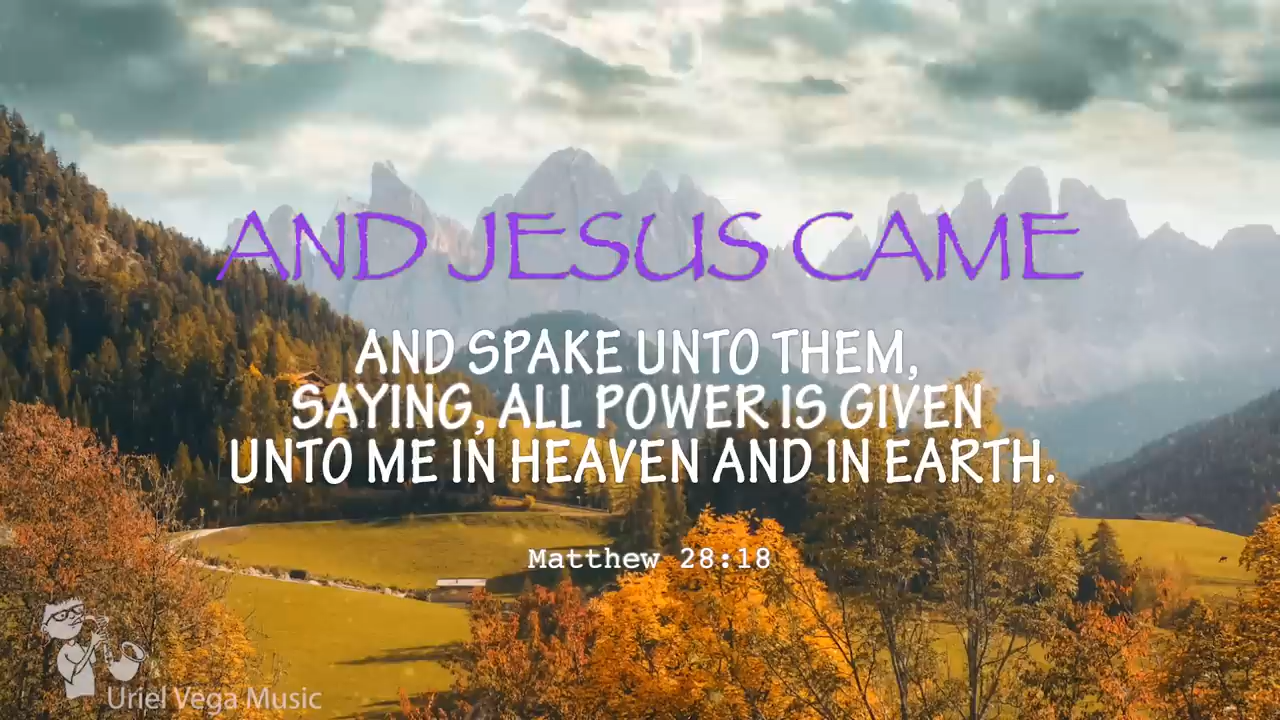 AND JESUS CAME
AND SPAKE UNTO THEM,
SAYING, ALL POWER IS GIVEN
UNTO ME IN HEAVEN AND IN EARTH.
Matthew 28:18
Uriel Vega Music